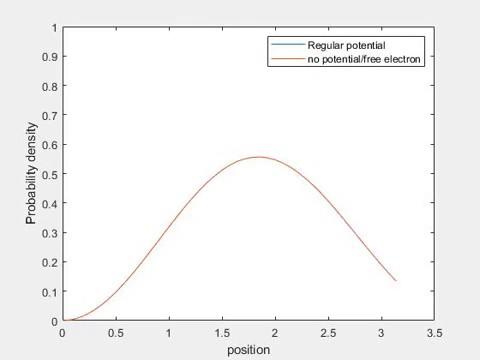 Regular potential
no potential/free electron
1
0.9
0.8
0.7
0.6
0.5
0.4
0.3
0.2
0.1
0
Probability density
0 0.5 1 1.5 2 2.5 3 3.5
position